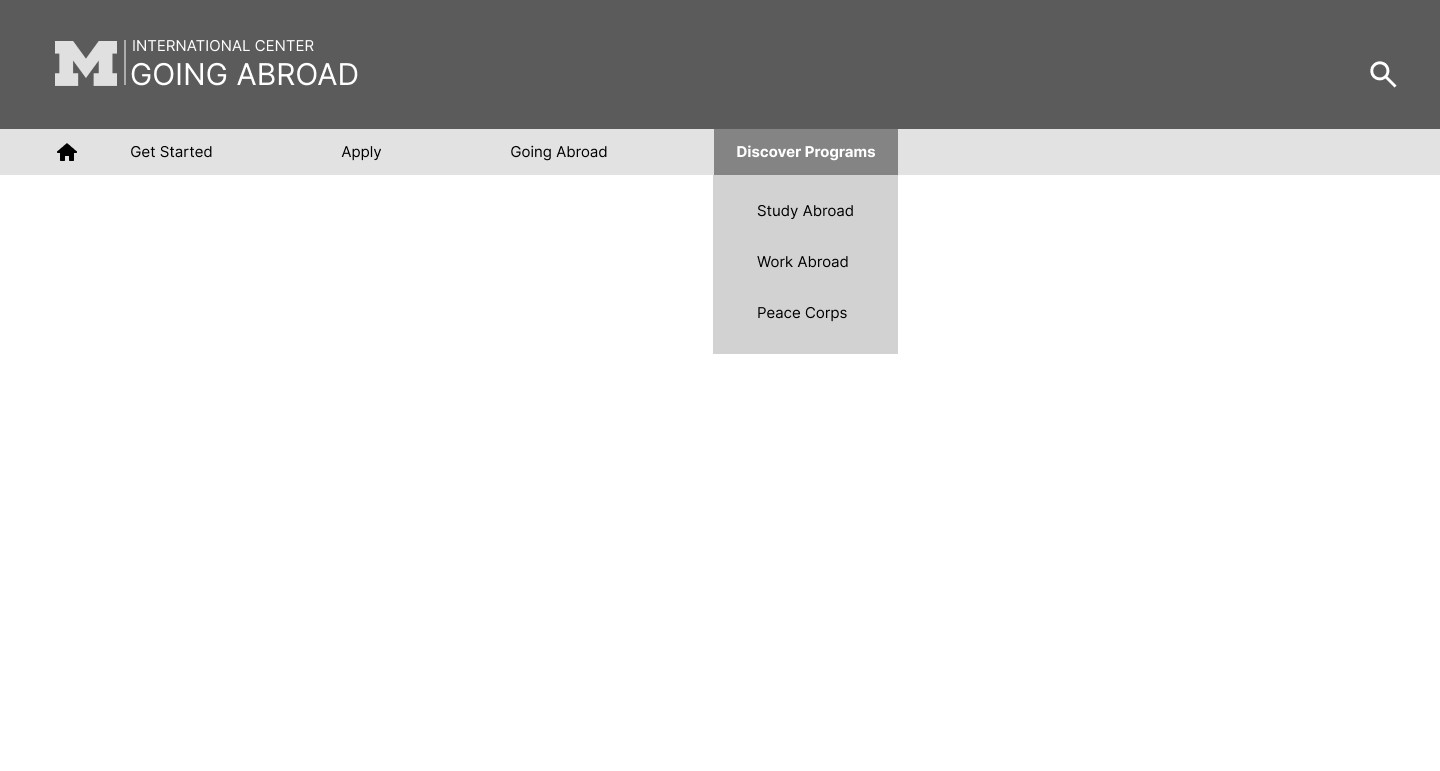 M
INTERNATIONAL CENTER
GOING ABROAD
Get Started
Apply
Going Abroad
Discover Programs
Study Abroad
Work Abroad
Peace Corps